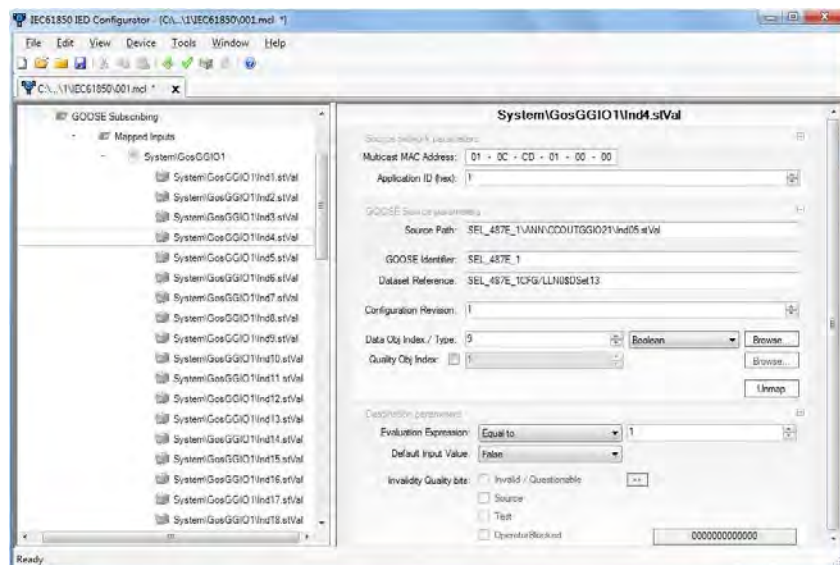 IEC61850 IED Configurator - [C:\...\1\IEC61850\001.mcl *]
File Edit View Device Tools Window Help
C:\...\1\IEC61850\001.mcl * x
GOOSE Subscribing
Mapped Inputs
System\GosGGIO1
System\GosGGIO1\Ind1.stVal
System\GosGGIO1\Ind2.stVal
System\GosGGIO1\Ind3.stVal
System\GosGGIO1\Ind4.stVal
System\GosGGIO1\Ind5.stVal
System\GosGGIO1\Ind6.stVal
System\GosGGIO1\Ind7.stVal
System\GosGGIO1\Ind8.stVal
System\GosGGIO1\Ind9.stVal
System\GosGGIO1\Ind10.stVal
System\GosGGIO1\Ind11.stVal
System\GosGGIO1\Ind12.stVal
System\GosGGIO1\Ind13.stVal
System\GosGGIO1\Ind14.stVal
System\GosGGIO1\Ind15.stVal
System\GosGGIO1\Ind16.stVal
System\GosGGIO1\Ind17.stVal
System\GosGGIO1\Ind18.stVal
System\GosGGIO1\Ind4.stVal
Source network parameters
Multicast MAC Address: 01 - 0C - CD - 01 - 00 - 00
Application ID (hex): 1
GOOSE Source parameters
Source Path: SEL_487E_1\ANN\CCOUTGGIO21\Ind05.stVal
GOOSE Identifier: SEL_487E_1
Dataset Reference: SEL_487E_1CFG/LLN0$DSet13
Configuration Revision: 1
Data Obj Index / Type: 9 Boolean Browse...
Quality Obj Index: 1 Browse...
Unmap
Destination parameters
Evaluation Expression: Equal to 1
Default Input Value: False
Invalidity Quality bits: Invalid / Questionable
Source
Test
OperatorBlocked 0000000000000
Ready